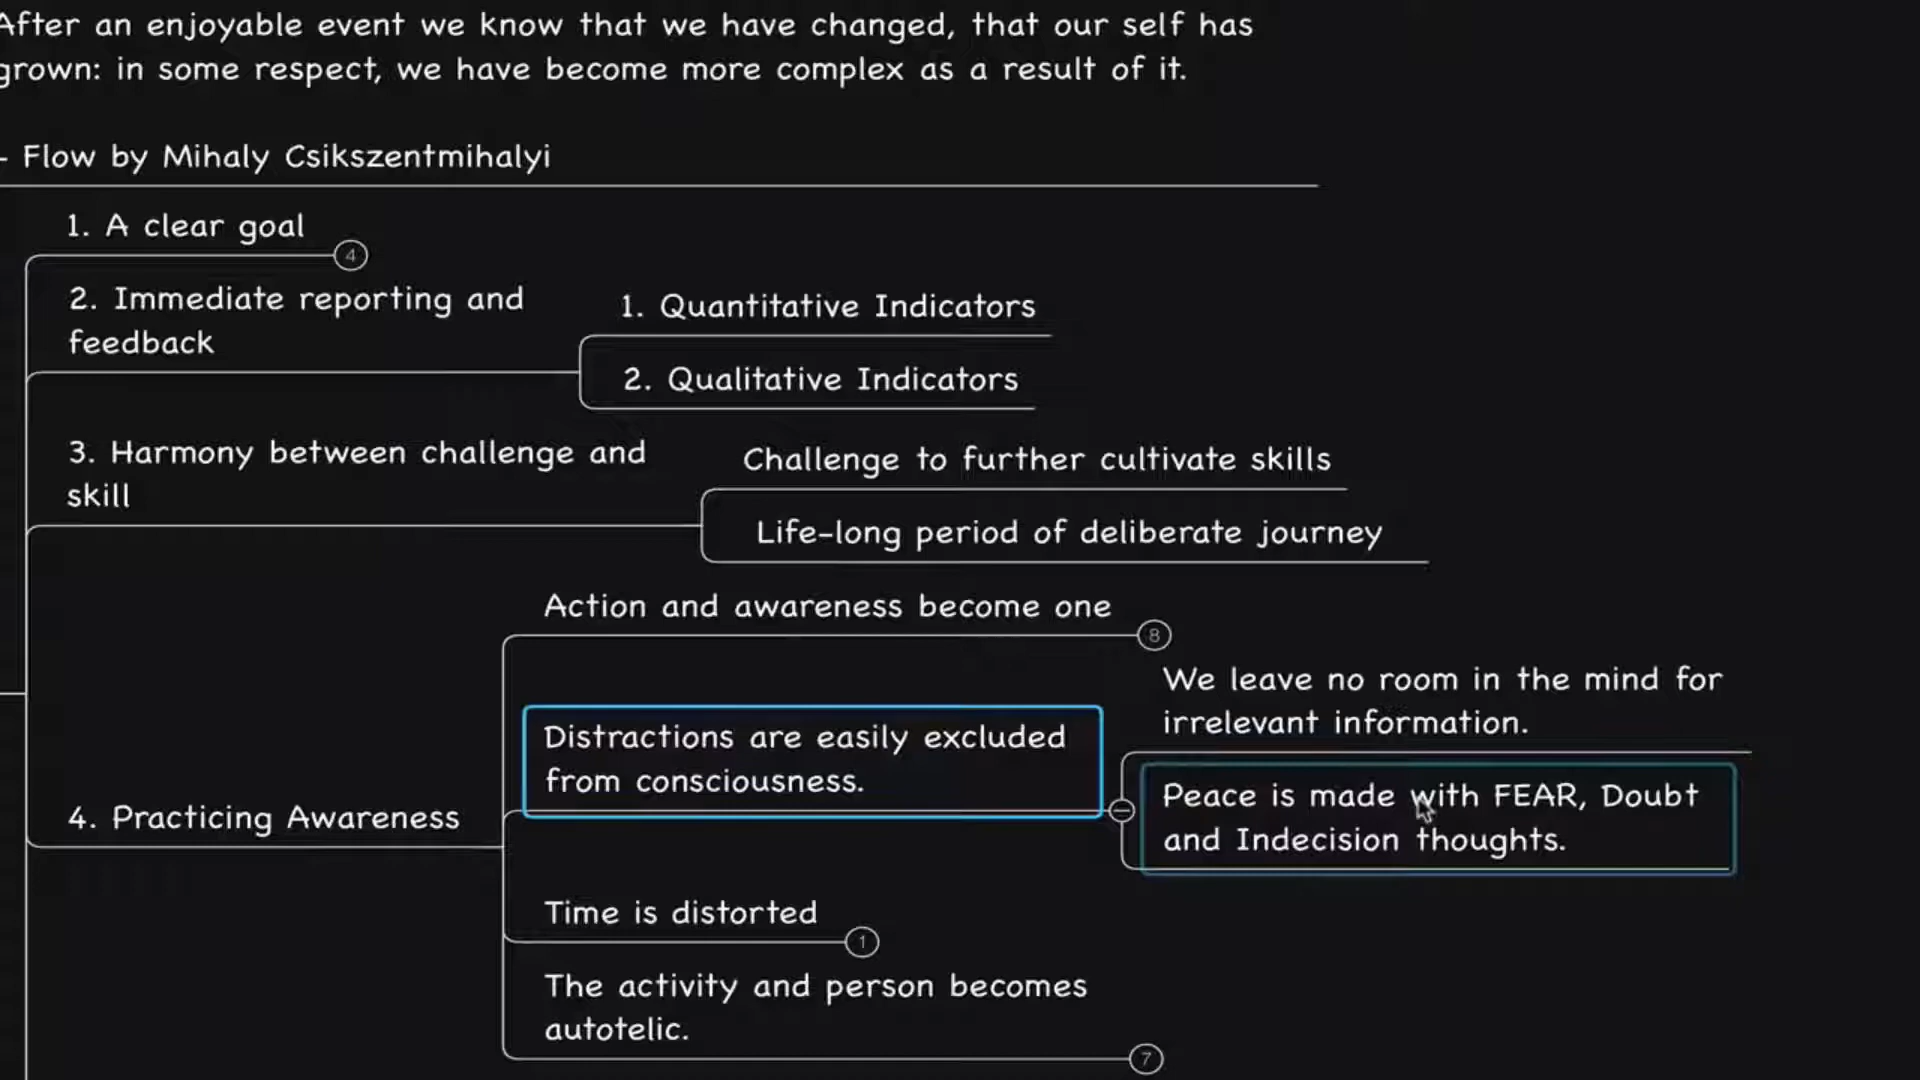 After an enjoyable event we know that we have changed, that our self has
grown: in some respect, we have become more complex as a result of it.
- Flow by Mihaly Csikszentmihalyi
1. A clear goal
4
2. Immediate reporting and
feedback
1. Quantitative Indicators
2. Qualitative Indicators
3. Harmony between challenge and
skill
Challenge to further cultivate skills
Life-long period of deliberate journey
4. Practicing Awareness
Action and awareness become one
8
Distractions are easily excluded
from consciousness.
We leave no room in the mind for
irrelevant information.
Peace is made with FEAR, Doubt
and Indecision thoughts.
Time is distorted
1
The activity and person becomes
autotelic.
7